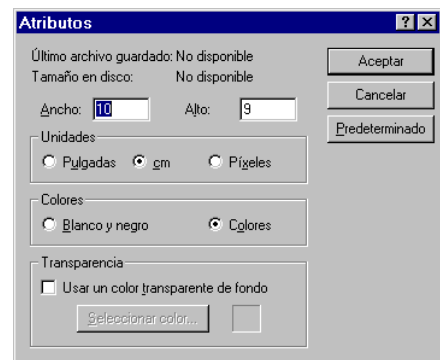 Atributos
Último archivo guardado: No disponible
Tamaño en disco: No disponible
Ancho: 10 Alto: 9
Unidades
Pulgadas cm Píxeles
Colores
Blanco y negro Colores
Transparencia
Usar un color transparente de fondo
Seleccionar color...
Aceptar
Cancelar
Predeterminado